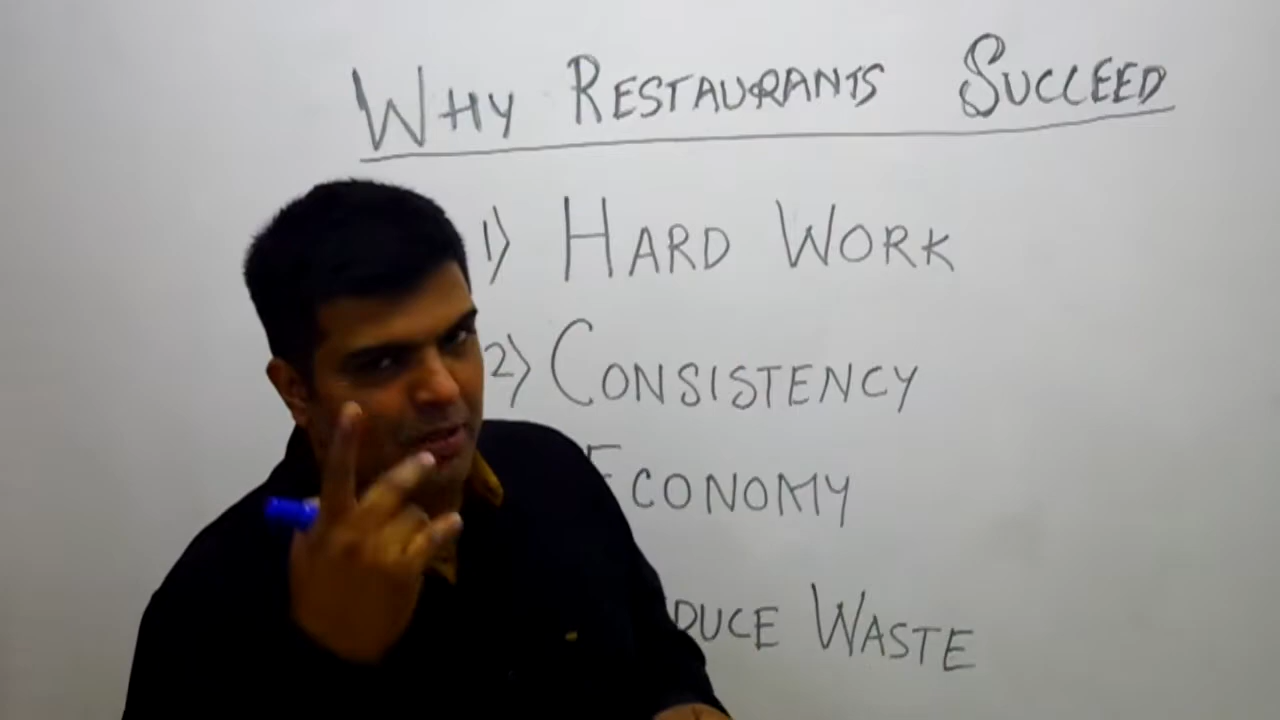 WHY RESTAURANTS SUCCEED
1) HARD WORK
2) CONSISTENCY
ECONOMY
DUCE WASTE